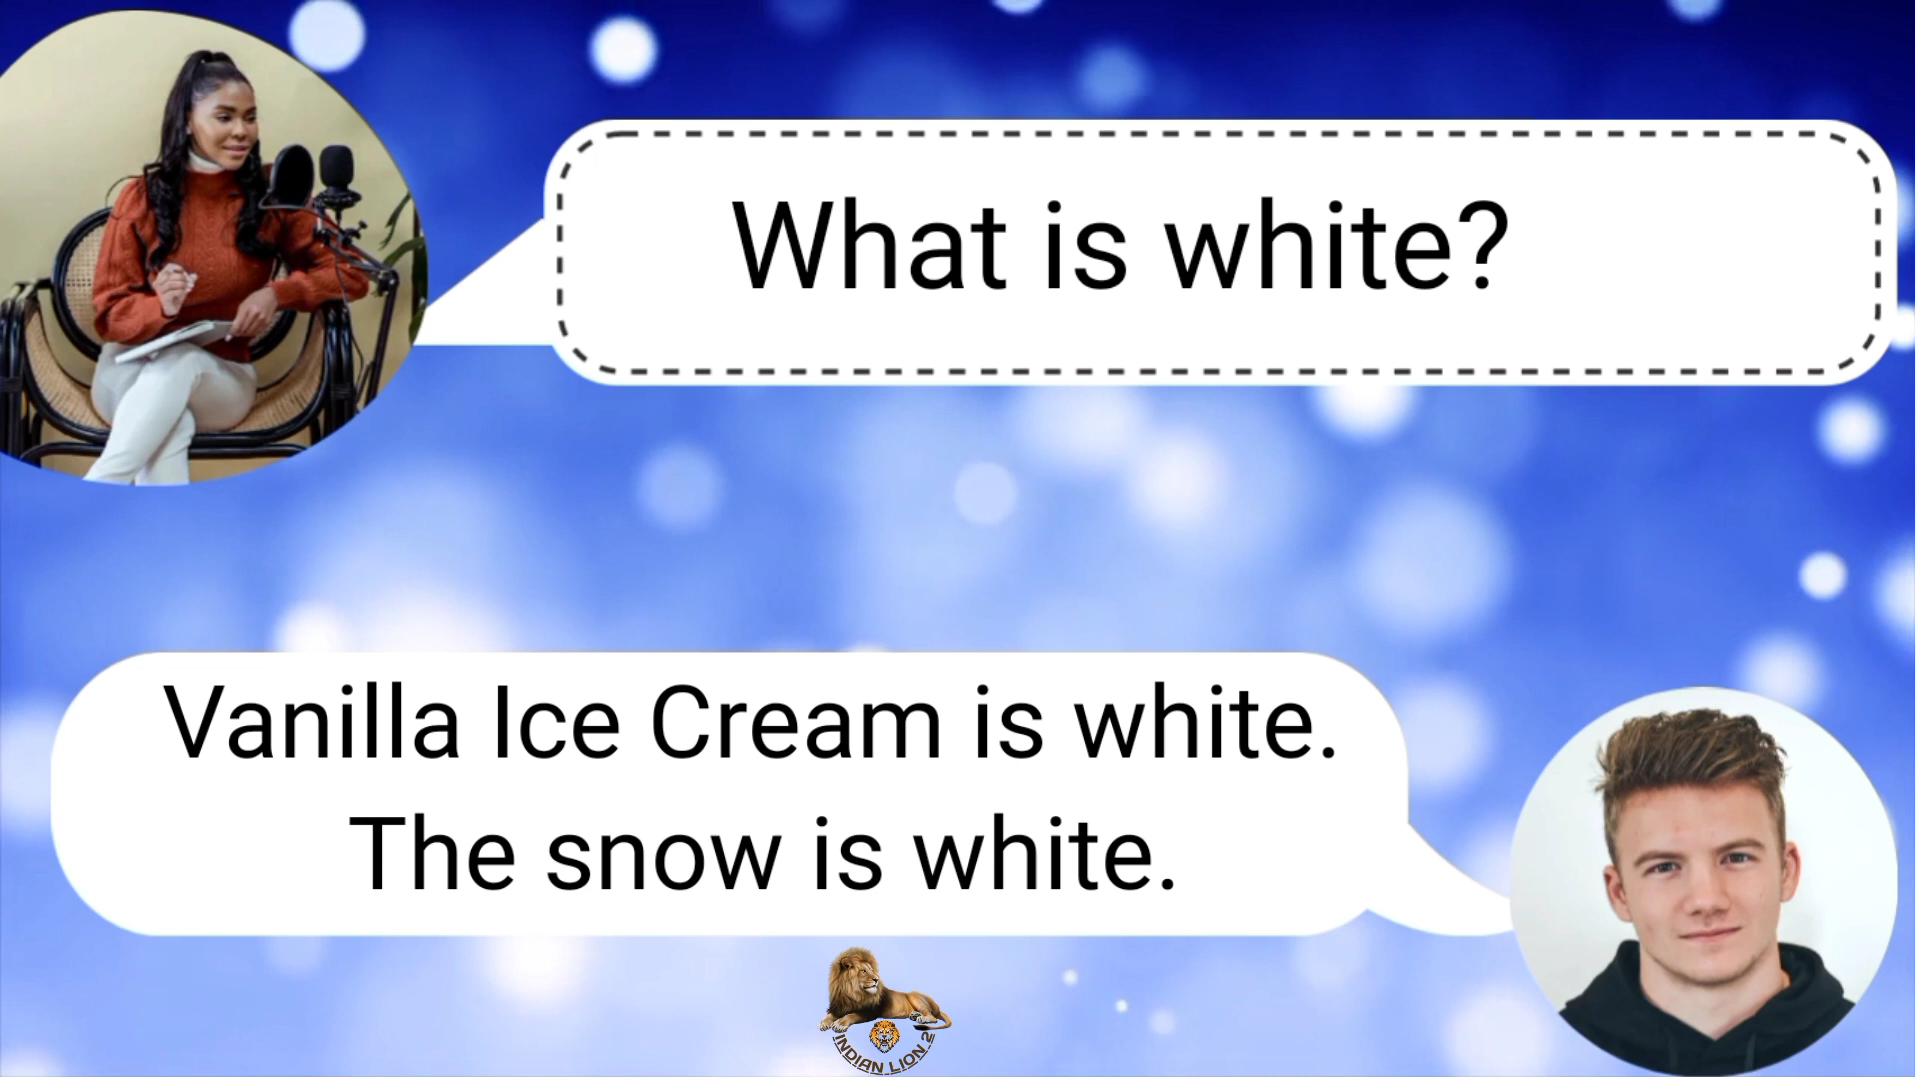 What is white?
Vanilla Ice Cream is white.
The snow is white.
INDIAN LION 2